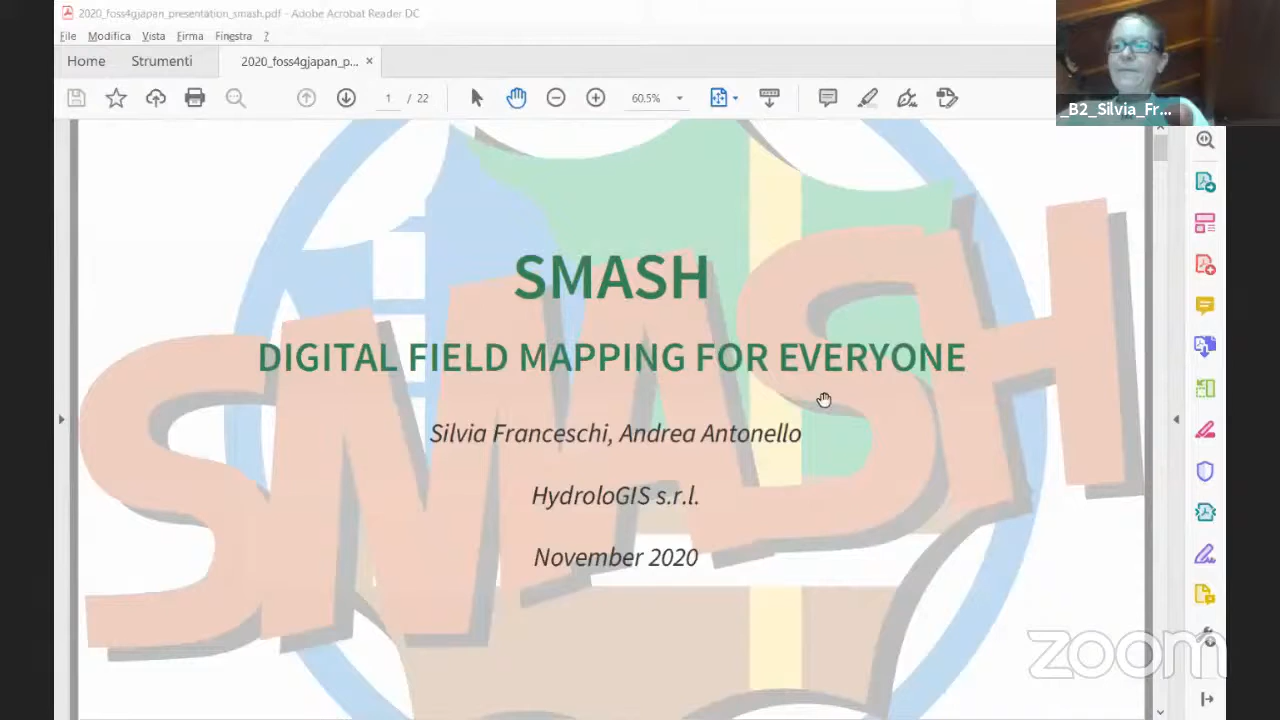 2020_foss4gjapan_presentation_smash.pdf - Adobe Acrobat Reader DC
File Modifica Vista Firma Finestra ?
Home Strumenti 2020_foss4gjapan_p... ×
1 / 22 60.5%
_B2_Silvia_Fr...
SMASH
SMASH
DIGITAL FIELD MAPPING FOR EVERYONE
Silvia Franceschi, Andrea Antonello
HydroloGIS s.r.l.
November 2020
zoom